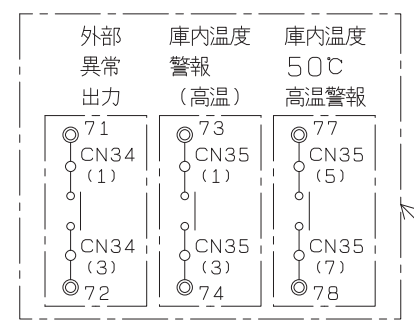 外部
異常
出力
71
CN34
(1)
CN34
(3)
72
庫内温度
警報
(高温)
73
CN35
(1)
CN35
(3)
74
庫内温度
50℃
高温警報
77
CN35
(5)
CN35
(7)
78